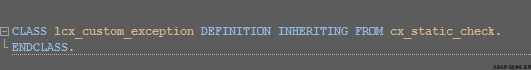 CLASS lcx_custom_exception DEFINITION INHERITING FROM cx_static_check.
ENDCLASS.